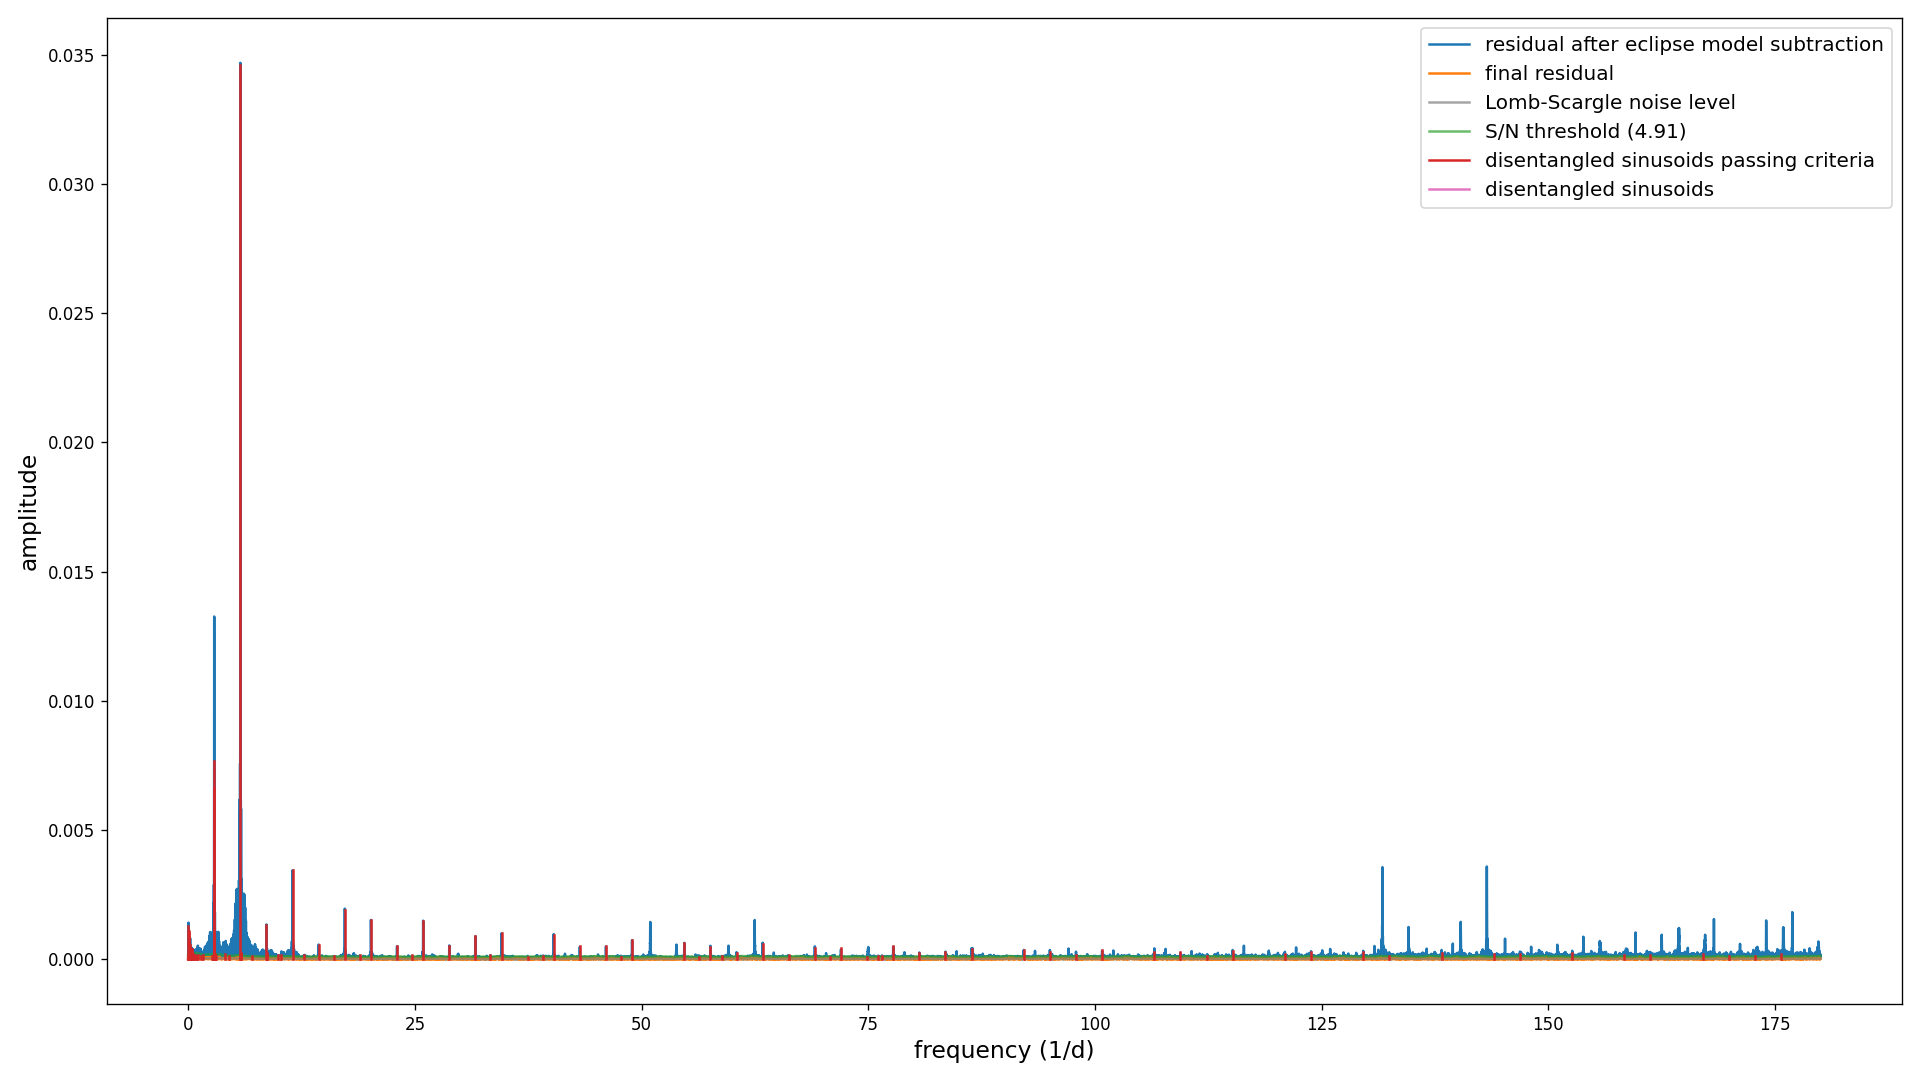 residual after eclipse model subtraction
final residual
Lomb-Scargle noise level
S/N threshold (4.91)
disentangled sinusoids passing criteria
disentangled sinusoids
0.035
0.030
0.025
0.020
0.015
0.010
0.005
0.000
amplitude
0 25 50 75 100 125 150 175
frequency (1/d)